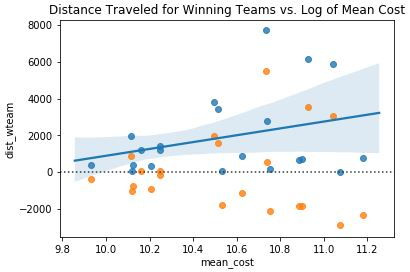 Distance Traveled for Winning Teams vs. Log of Mean Cost
8000
6000
4000
2000
0
−2000
dist_wteam
9.8 10.0 10.2 10.4 10.6 10.8 11.0 11.2
mean_cost